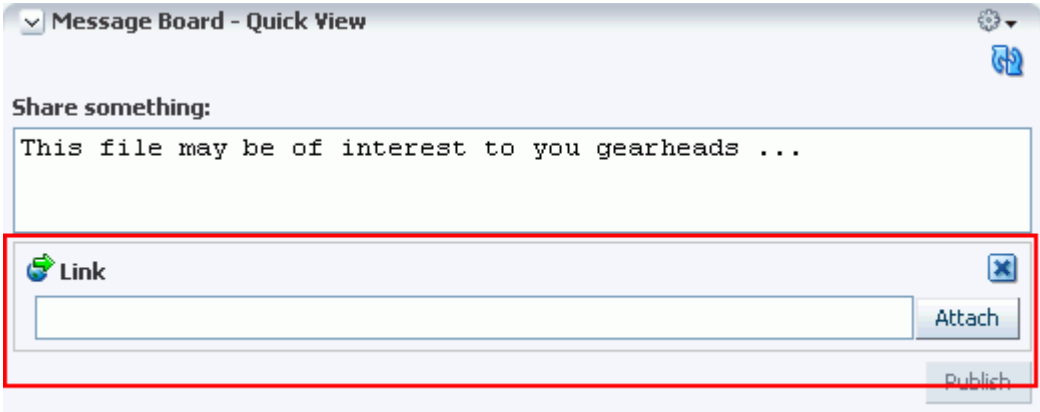 Message Board - Quick View
Share something:
This file may be of interest to you gearheads ...
Link
Attach
Publish